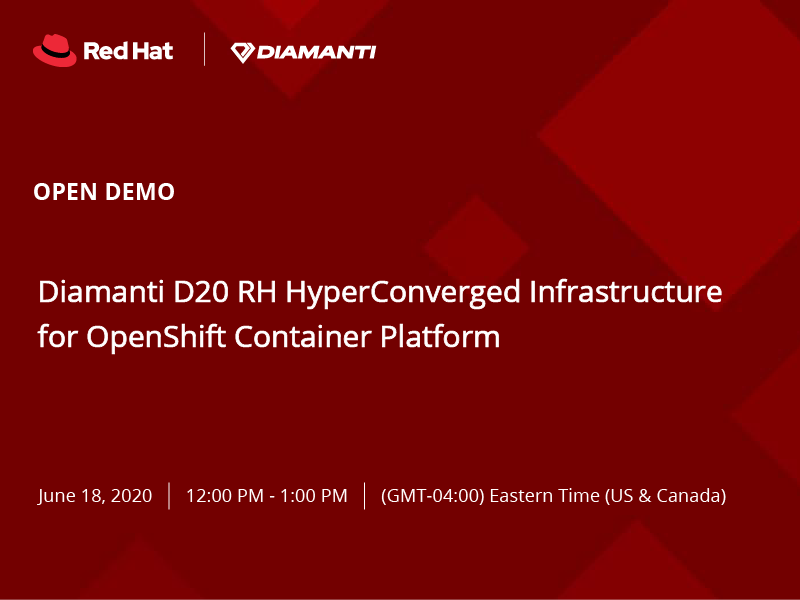 Red Hat | DIAMANTI
OPEN DEMO
Diamanti D20 RH HyperConverged Infrastructure
for OpenShift Container Platform
June 18, 2020 | 12:00 PM - 1:00 PM | (GMT-04:00) Eastern Time (US & Canada)